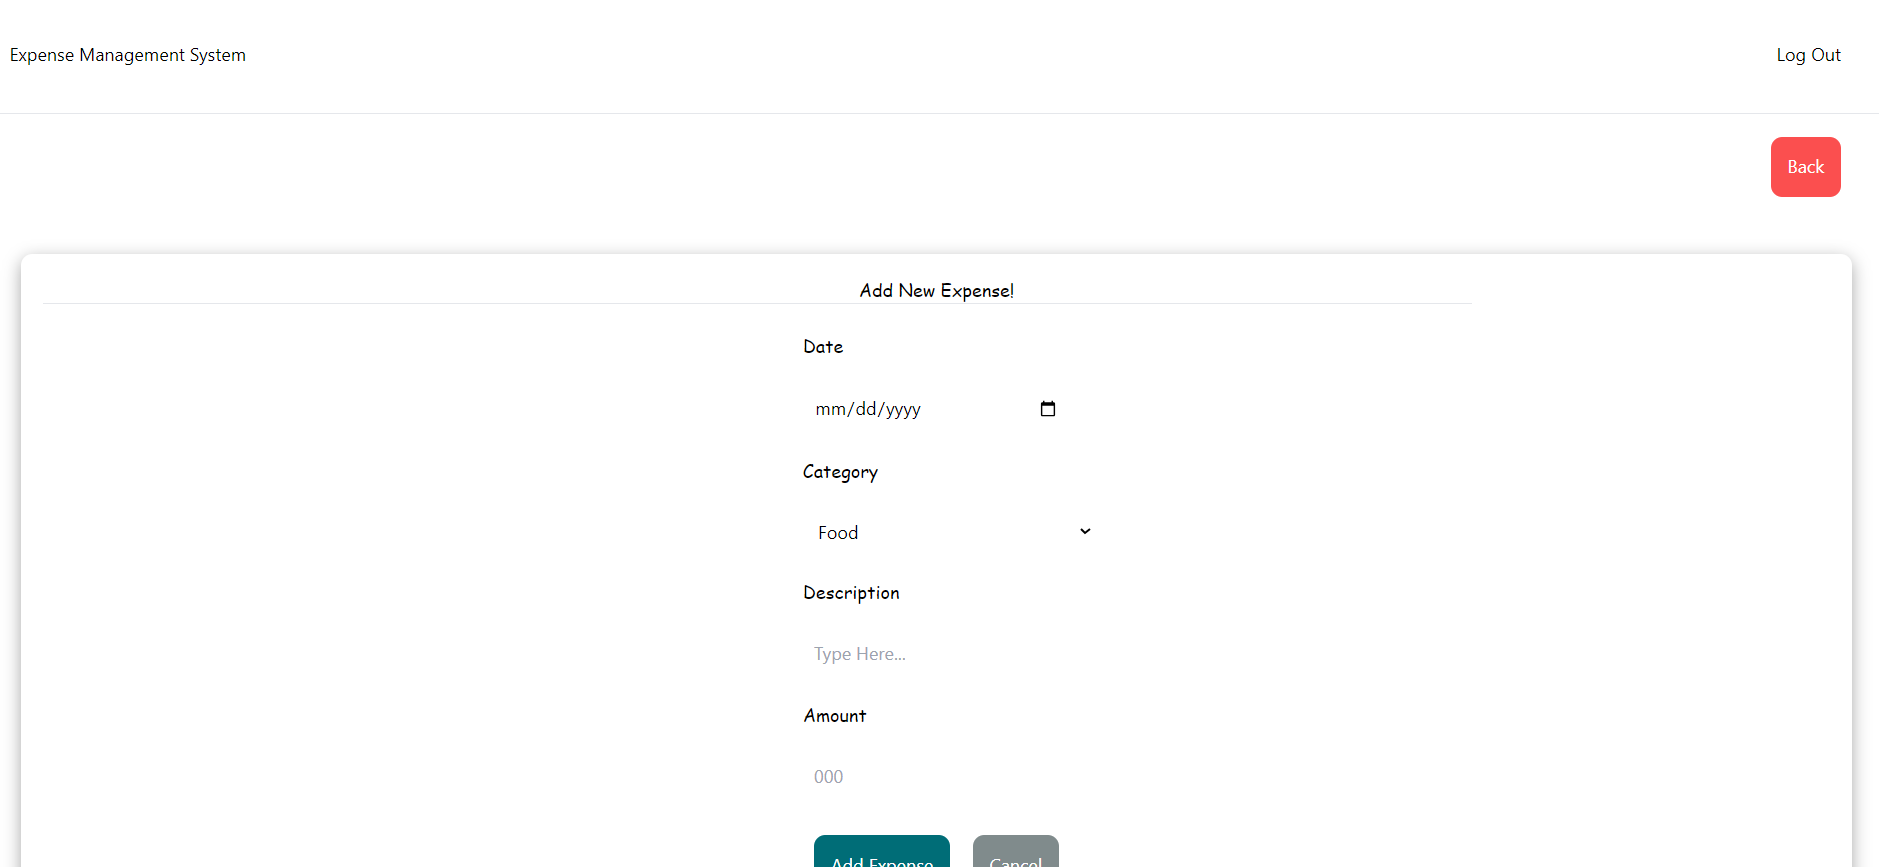 Expense Management System
Log Out
Back
Add New Expense!
Date
mm/dd/yyyy
Category
Food
Description
Type Here...
Amount
000
Add Expense
Cancel